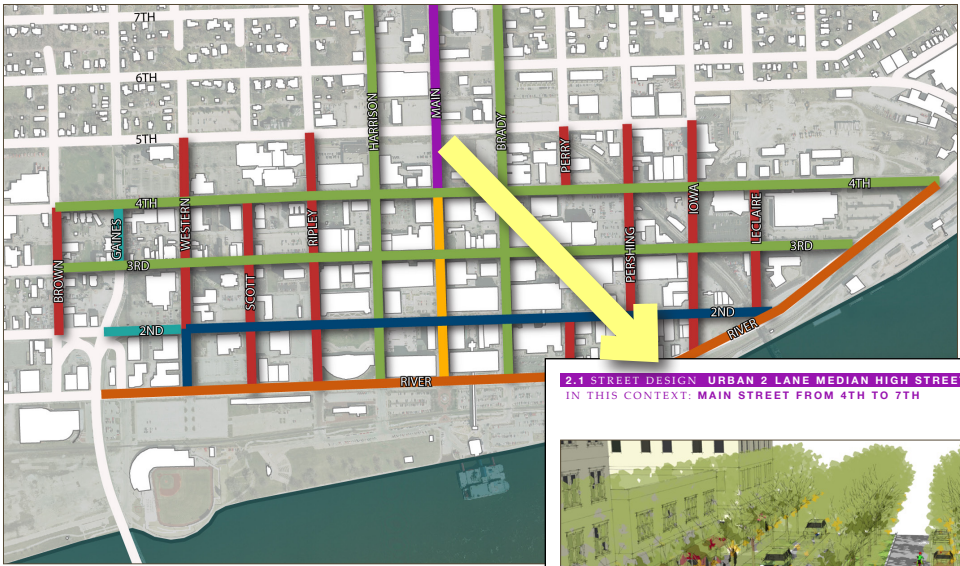 7TH
6TH
5TH
HARRISON
MAIN
BRADY
PERRY
4TH
4TH
GAINES
WESTERN
RIPLEY
IOWA
LECLAIRE
BROWN
3RD
SCOTT
PERSHING
3RD
2ND
2ND
RIVER
RIVER
2.1 STREET DESIGN URBAN 2 LANE MEDIAN HIGH STREE
IN THIS CONTEXT: MAIN STREET FROM 4TH TO 7TH